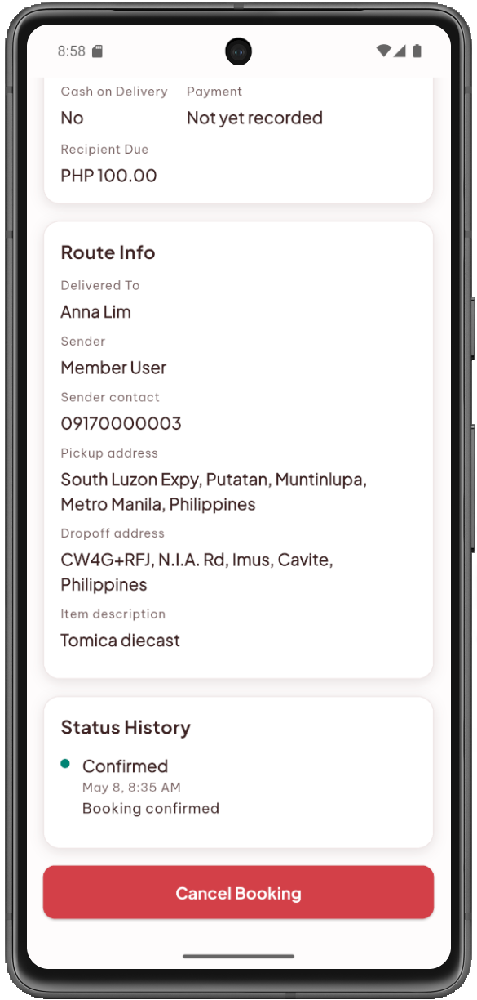 8:58
Cash on Delivery Payment
No Not yet recorded
Recipient Due
PHP 100.00
Route Info
Delivered To
Anna Lim
Sender
Member User
Sender contact
09170000003
Pickup address
South Luzon Expy, Putatan, Muntinlupa,
Metro Manila, Philippines
Dropoff address
CW4G+RFJ, N.I.A. Rd, Imus, Cavite,
Philippines
Item description
Tomica diecast
Status History
Confirmed
May 8, 8:35 AM
Booking confirmed
Cancel Booking